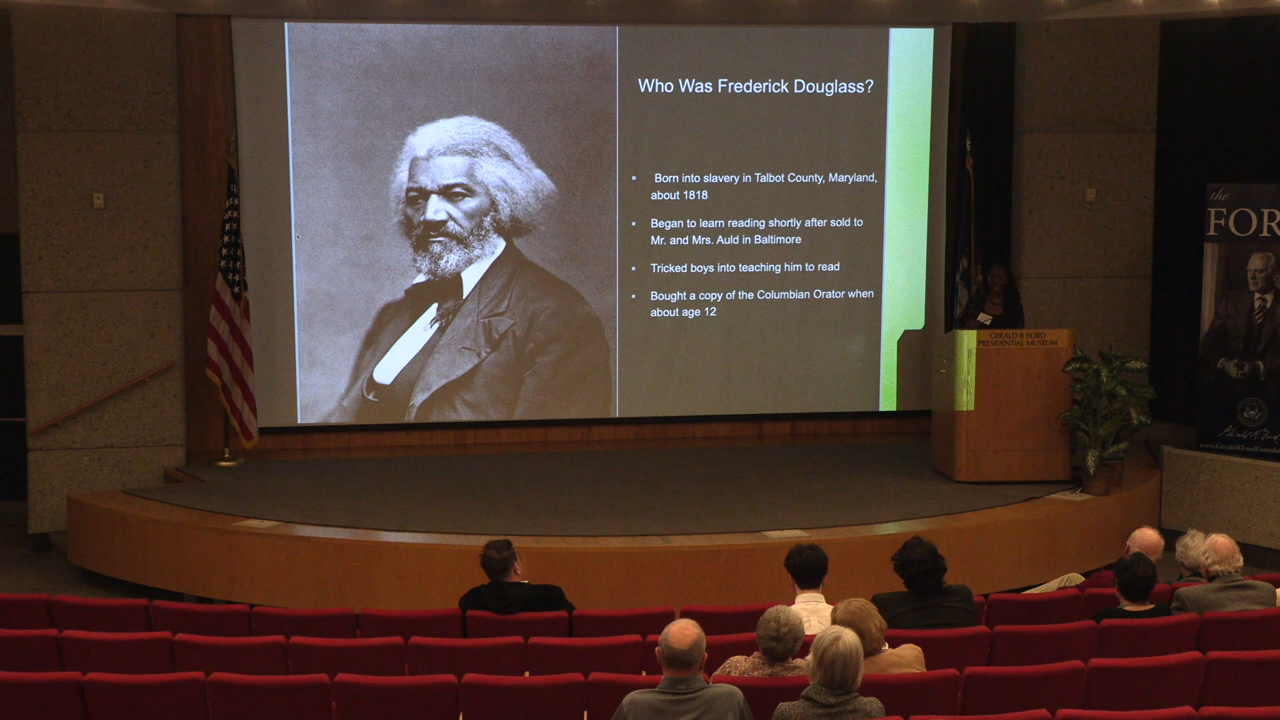 Who Was Frederick Douglass?
Born into slavery in Talbot County, Maryland,
about 1818
Began to learn reading shortly after sold to
Mr. and Mrs. Auld in Baltimore
Tricked boys into teaching him to read
Bought a copy of the Columbian Orator when
about age 12
GERALD R FORD
PRESIDENTIAL MUSEUM
the
FOR